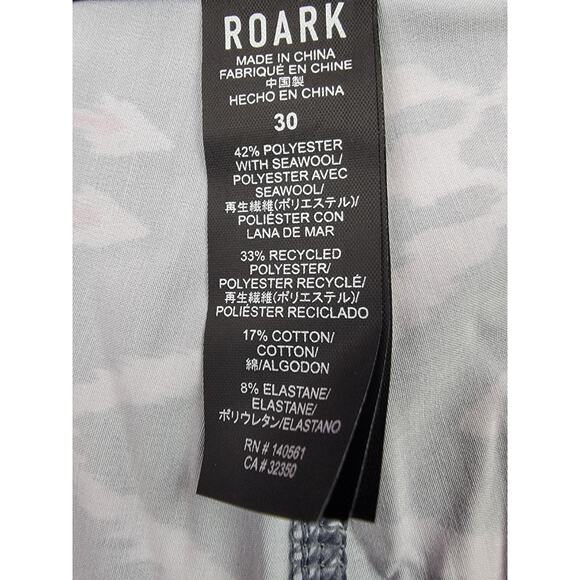 ROARK
MADE IN CHINA
FABRIQUÉ EN CHINE
中国製
HECHO EN CHINA
30
42% POLYESTER
WITH SEAWOOL/
POLYESTER AVEC
SEAWOOL/
再生繊維(ポリエステル)/
POLIÉSTER CON
LANA DE MAR
33% RECYCLED
POLYESTER/
POLYESTER RECYCLÉ/
再生繊維(ポリエステル)/
POLIÉSTER RECICLADO
17% COTTON/
COTTON/
綿/ALGODON
8% ELASTANE/
ELASTANE/
ポリウレタン/ELASTANO
RN # 140561
CA # 32350